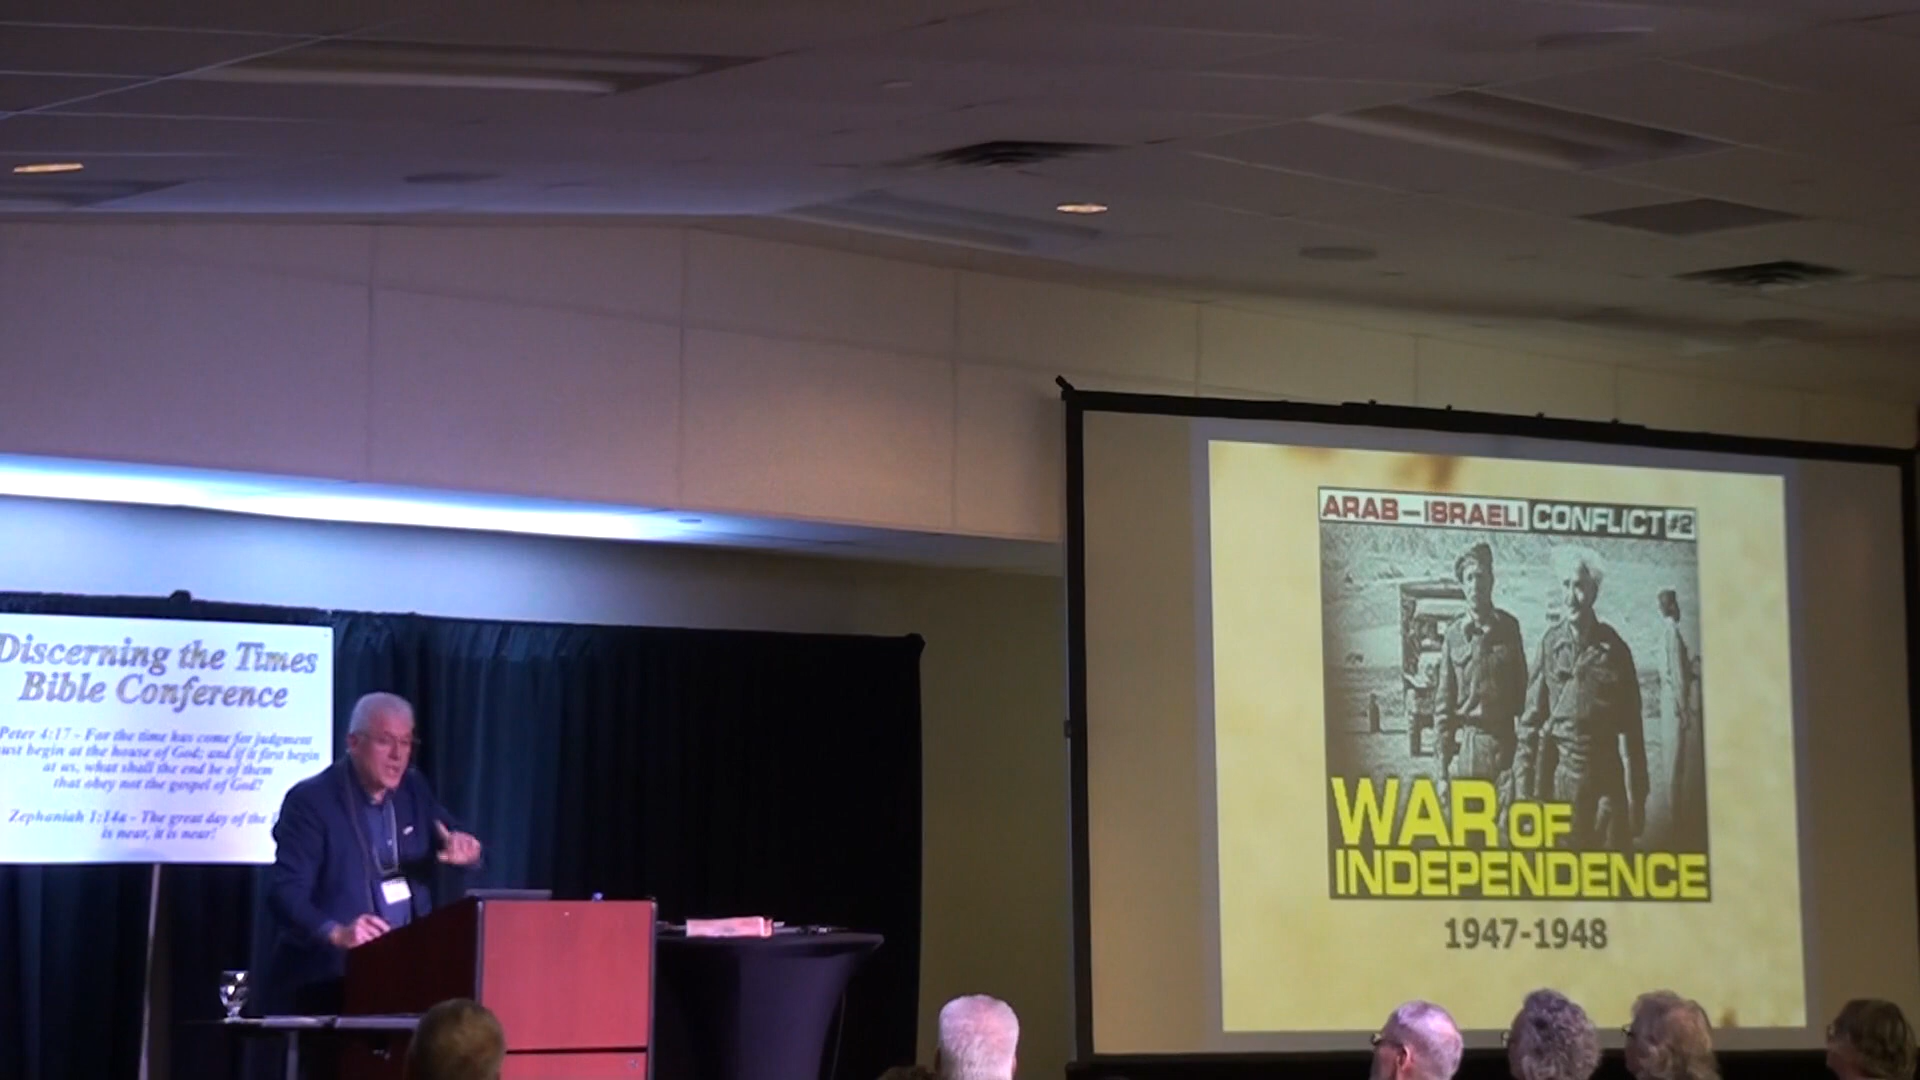 Discerning the Times
Bible Conference
Peter 4:17 - For the time has come for judgment
ust begin at the house of God; and if it first begin
at us, what shall the end be of them
that obey not the gospel of God?
Zephaniah 1:14a - The great day of the
is near, it is near!
ARAB-ISRAELI CONFLICT #2
WAR OF
INDEPENDENCE
1947-1948